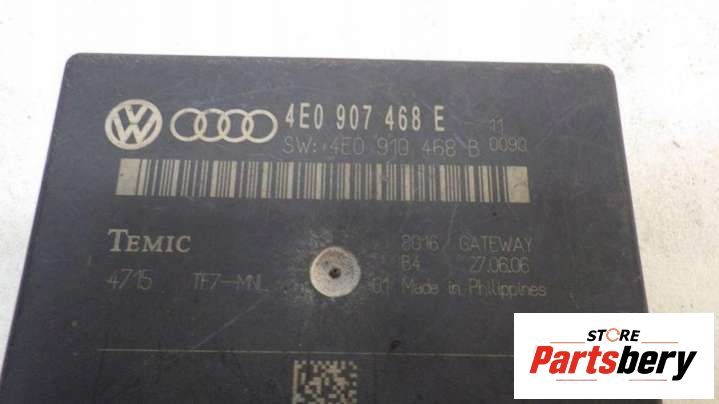 4E0 907 468 E 11
SW: 4E0 910 468 B 0090
TEMIC 8016 GATEWAY
B4 27.06.06
4715 TF7-MNL 01 Made in Philippines
STORE
Partsbery